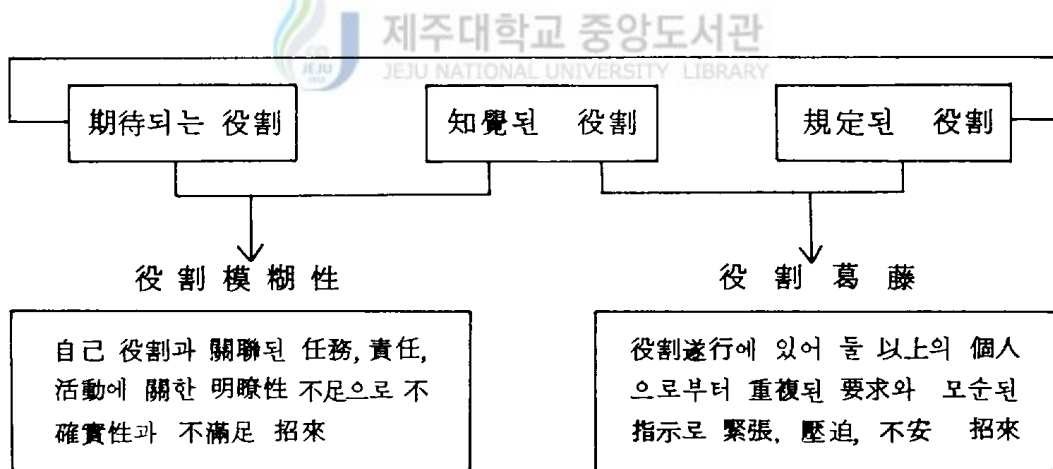 제주대학교 중앙도서관
JEJU NATIONAL UNIVERSITY LIBRARY
JEJU
1952
期待되는 役割
知覺된 役割
規定된 役割
役割模糊性
役割葛藤
自己 役割과 關聯된 任務, 責任,
活動에 關한 明瞭性 不足으로 不
確實性과 不滿足 招來
役割遂行에 있어 둘 以上의 個人
으로부터 重複된 要求와 모순된
指示로 緊張, 壓迫, 不安 招來